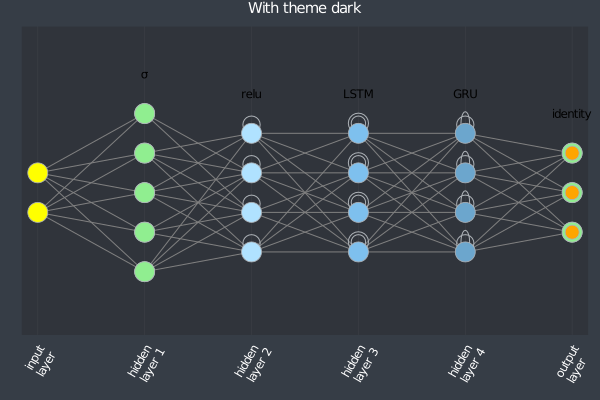 With theme dark
σ
relu
LSTM
GRU
identity
input
layer
hidden
layer 1
hidden
layer 2
hidden
layer 3
hidden
layer 4
output
layer